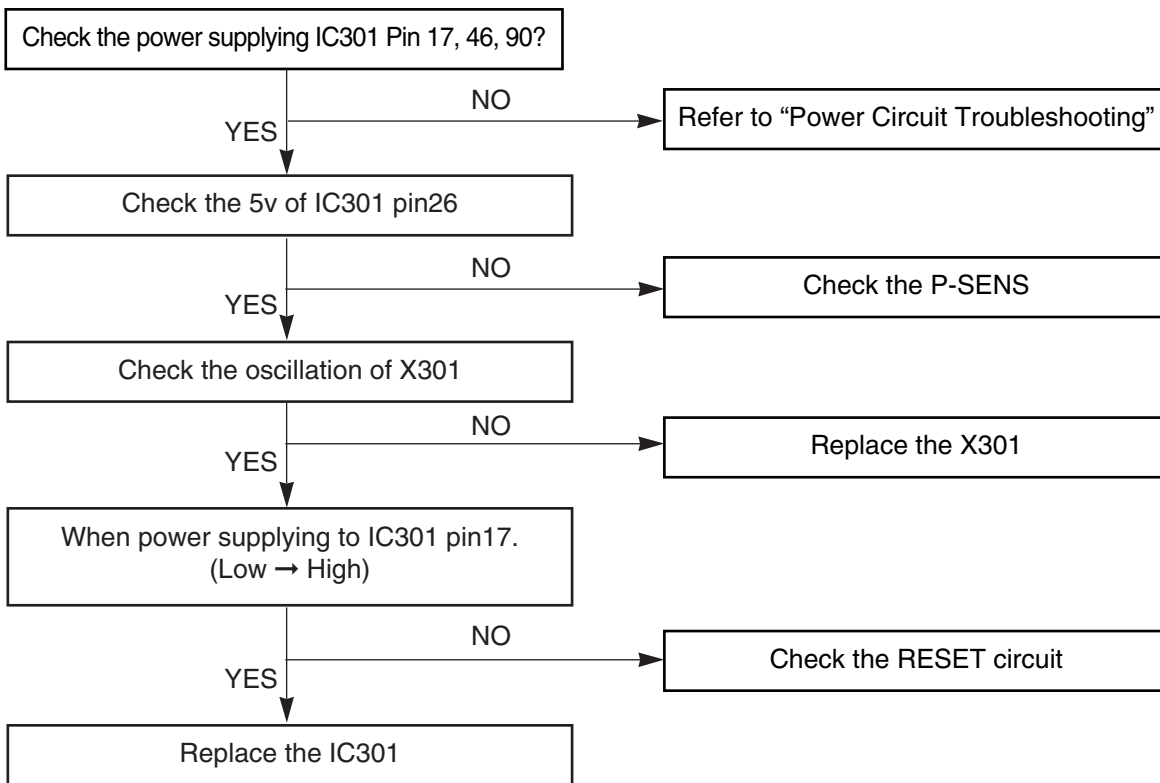 Check the power supplying IC301 Pin 17, 46, 90?
NO
Refer to “Power Circuit Troubleshooting”
YES
Check the 5v of IC301 pin26
NO
Check the P-SENS
YES
Check the oscillation of X301
NO
Replace the X301
YES
When power supplying to IC301 pin17.
(Low → High)
NO
Check the RESET circuit
YES
Replace the IC301